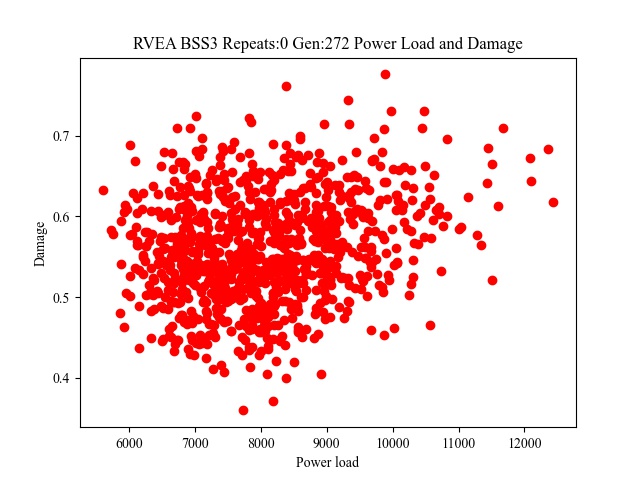 RVEA BSS3 Repeats:0 Gen:272 Power Load and Damage
0.7
0.6
0.5
0.4
Damage
6000 7000 8000 9000 10000 11000 12000
Power load